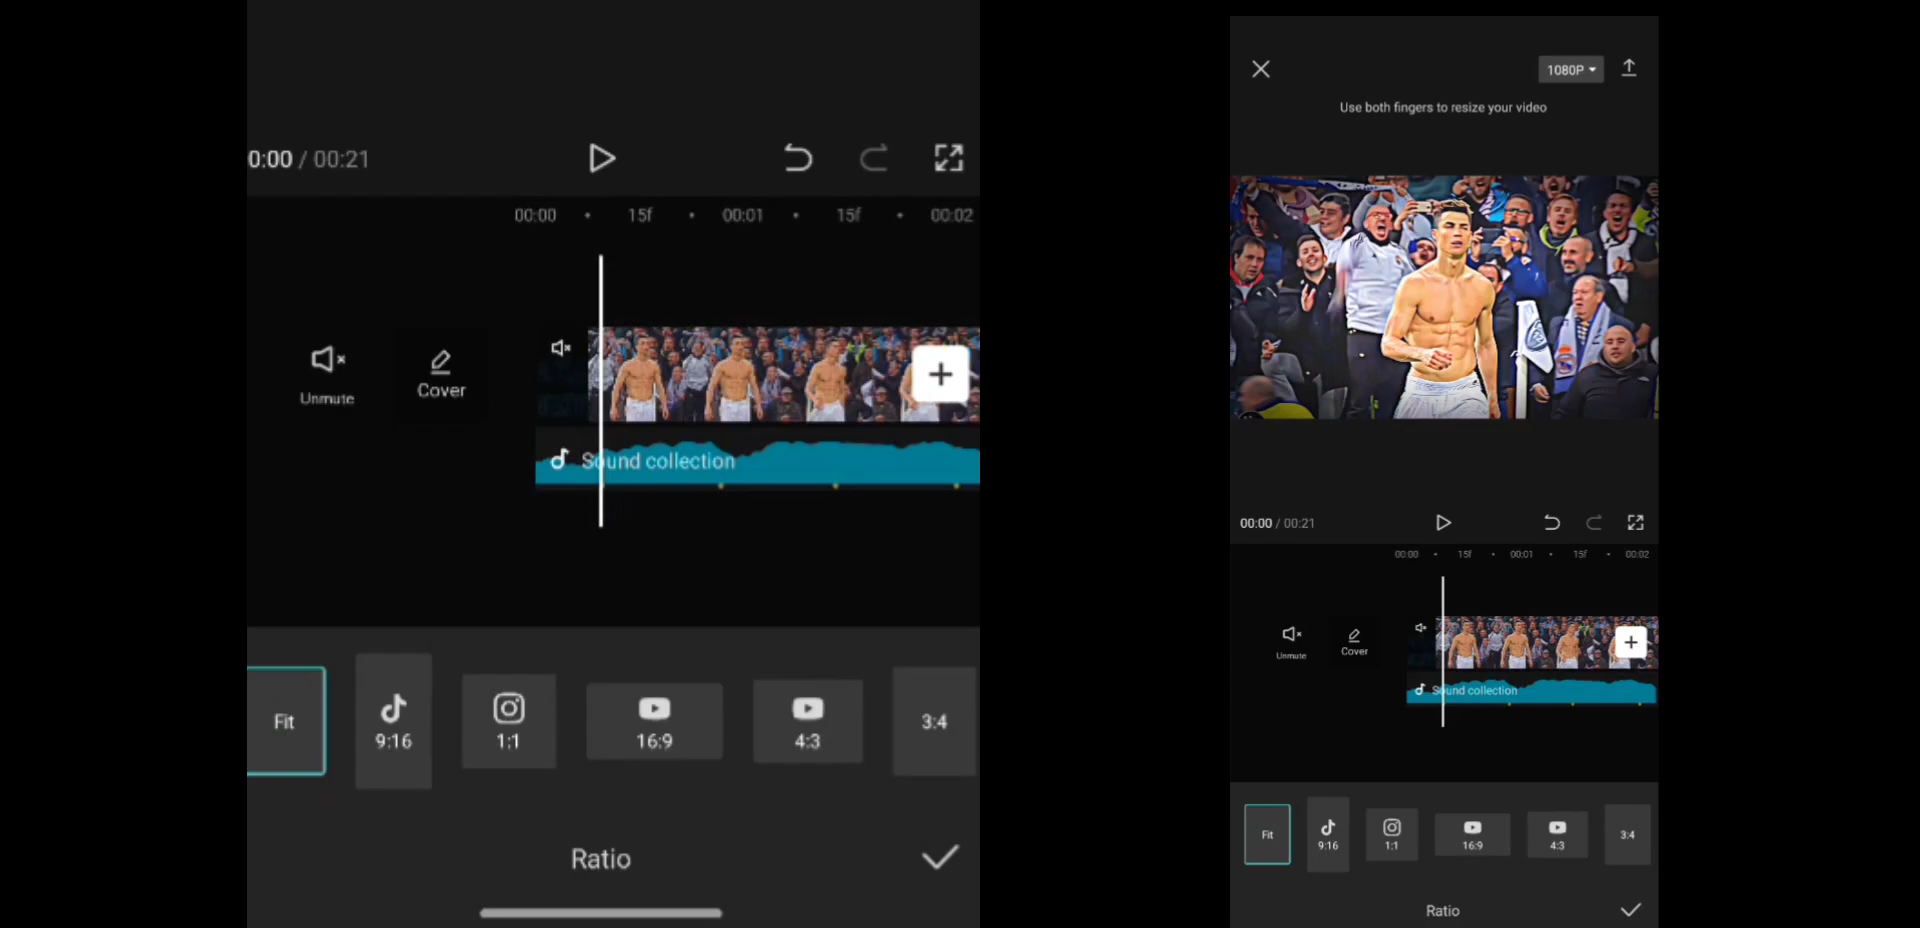 0:00 / 00:21
00:00 15f 00:01 15f 00:02
Unmute
Cover
Sound collection
Fit
9:16
1:1
16:9
4:3
3:4
Ratio
1080P
Use both fingers to resize your video
00:00 / 00:21
00:00 15f 00:01 15f 00:02
Unmute
Cover
Sound collection
Fit
9:16
1:1
16:9
4:3
3:4
Ratio